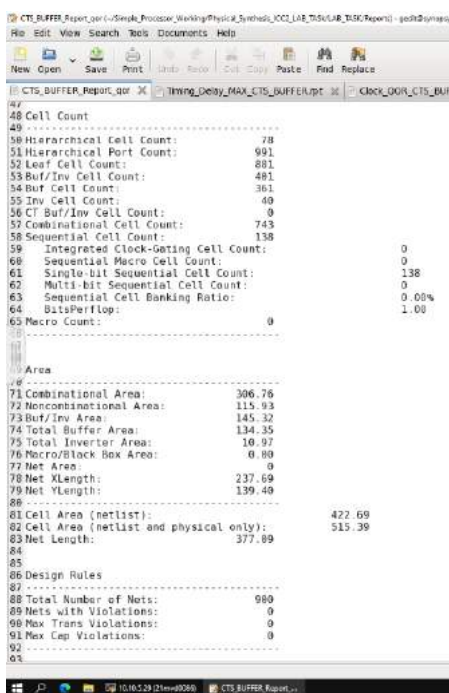 CTS_BUFFER_Report_qor (~/Simple_Processor_Working/Physical_Synthesis_ICC2_LAB_TASK/LAB_TASK/Reports) - gedit@synopsys
File Edit View Search Tools Documents Help
New Open Save Print Undo Redo Cut Copy Paste Find Replace
CTS_BUFFER_Report_qor Timing_Delay_MAX_CTS_BUFFER.rpt Clock_QOR_CTS_BUF
47
48 Cell Count
49 -----------------------------------
50 Hierarchical Cell Count: 78
51 Hierarchical Port Count: 991
52 Leaf Cell Count: 881
53 Buf/Inv Cell Count: 401
54 Buf Cell Count: 361
55 Inv Cell Count: 40
56 CT Buf/Inv Cell Count: 0
57 Combinational Cell Count: 743
58 Sequential Cell Count: 138
59 Integrated Clock-Gating Cell Count: 0
60 Sequential Macro Cell Count: 0
61 Single-bit Sequential Cell Count: 138
62 Multi-bit Sequential Cell Count: 0
63 Sequential Cell Banking Ratio: 0.00%
64 BitsPerflop: 1.00
65 Macro Count: 0
-----------------------------------
Area
-----------------------------------
71 Combinational Area: 306.76
72 Noncombinational Area: 115.93
73 Buf/Inv Area: 145.32
74 Total Buffer Area: 134.35
75 Total Inverter Area: 10.97
76 Macro/Black Box Area: 0.00
77 Net Area: 0
78 Net XLength: 237.69
79 Net YLength: 139.40
80 -----------------------------------
81 Cell Area (netlist): 422.69
82 Cell Area (netlist and physical only): 515.39
83 Net Length: 377.09
84
85
86 Design Rules
87 -----------------------------------
88 Total Number of Nets: 980
89 Nets with Violations: 0
90 Max Trans Violations: 0
91 Max Cap Violations: 0
92 -----------------------------------
93
CTS_BUFFER_Report_...